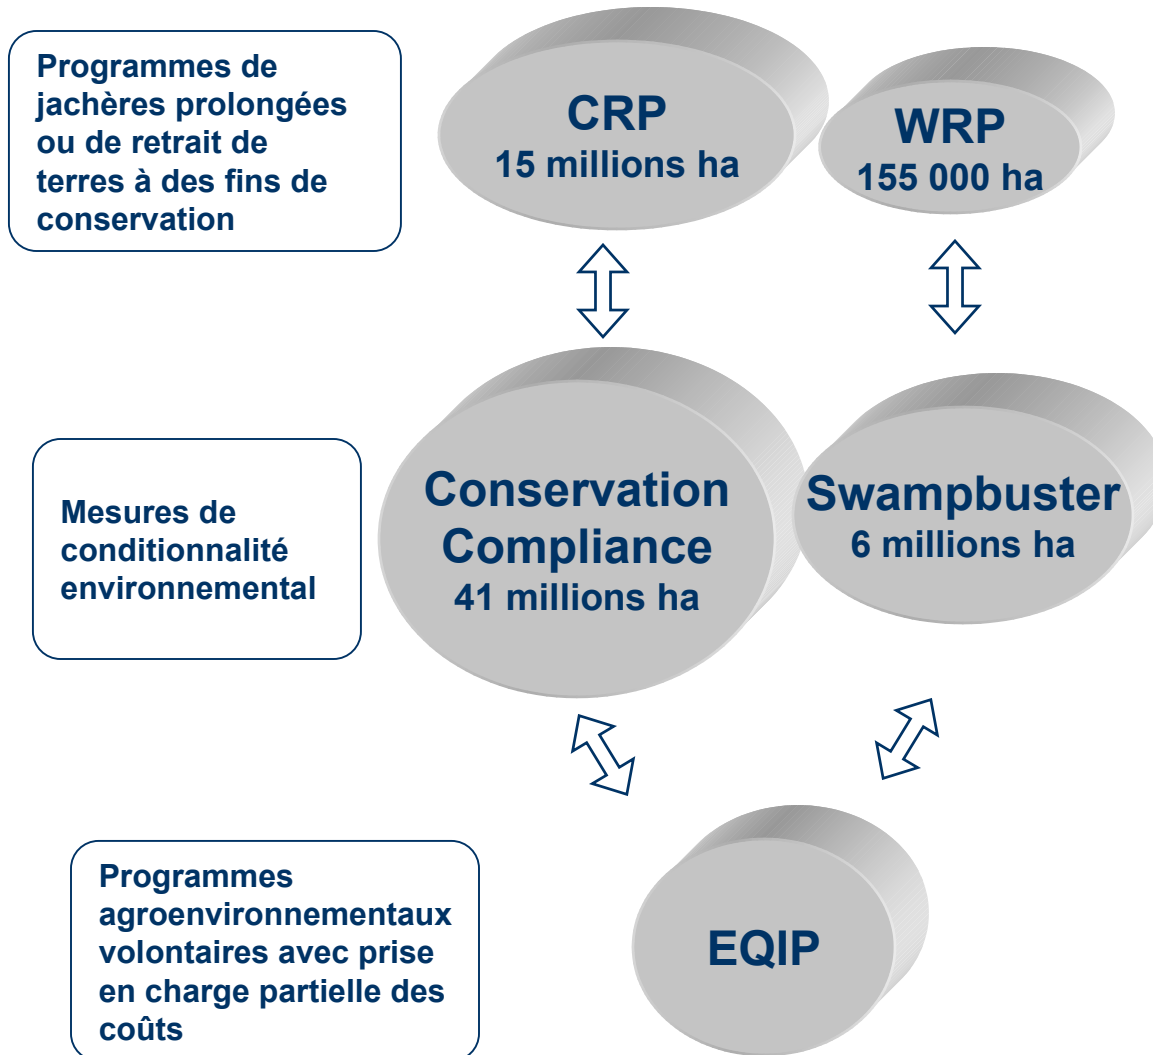 Programmes de
jachères prolongées
ou de retrait de
terres à des fins de
conservation
CRP
15 millions ha
WRP
155 000 ha
Mesures de
conditionnalité
environnemental
Conservation
Compliance
41 millions ha
Swampbuster
6 millions ha
Programmes
agroenvironnementaux
volontaires avec prise
en charge partielle des
coûts
EQIP